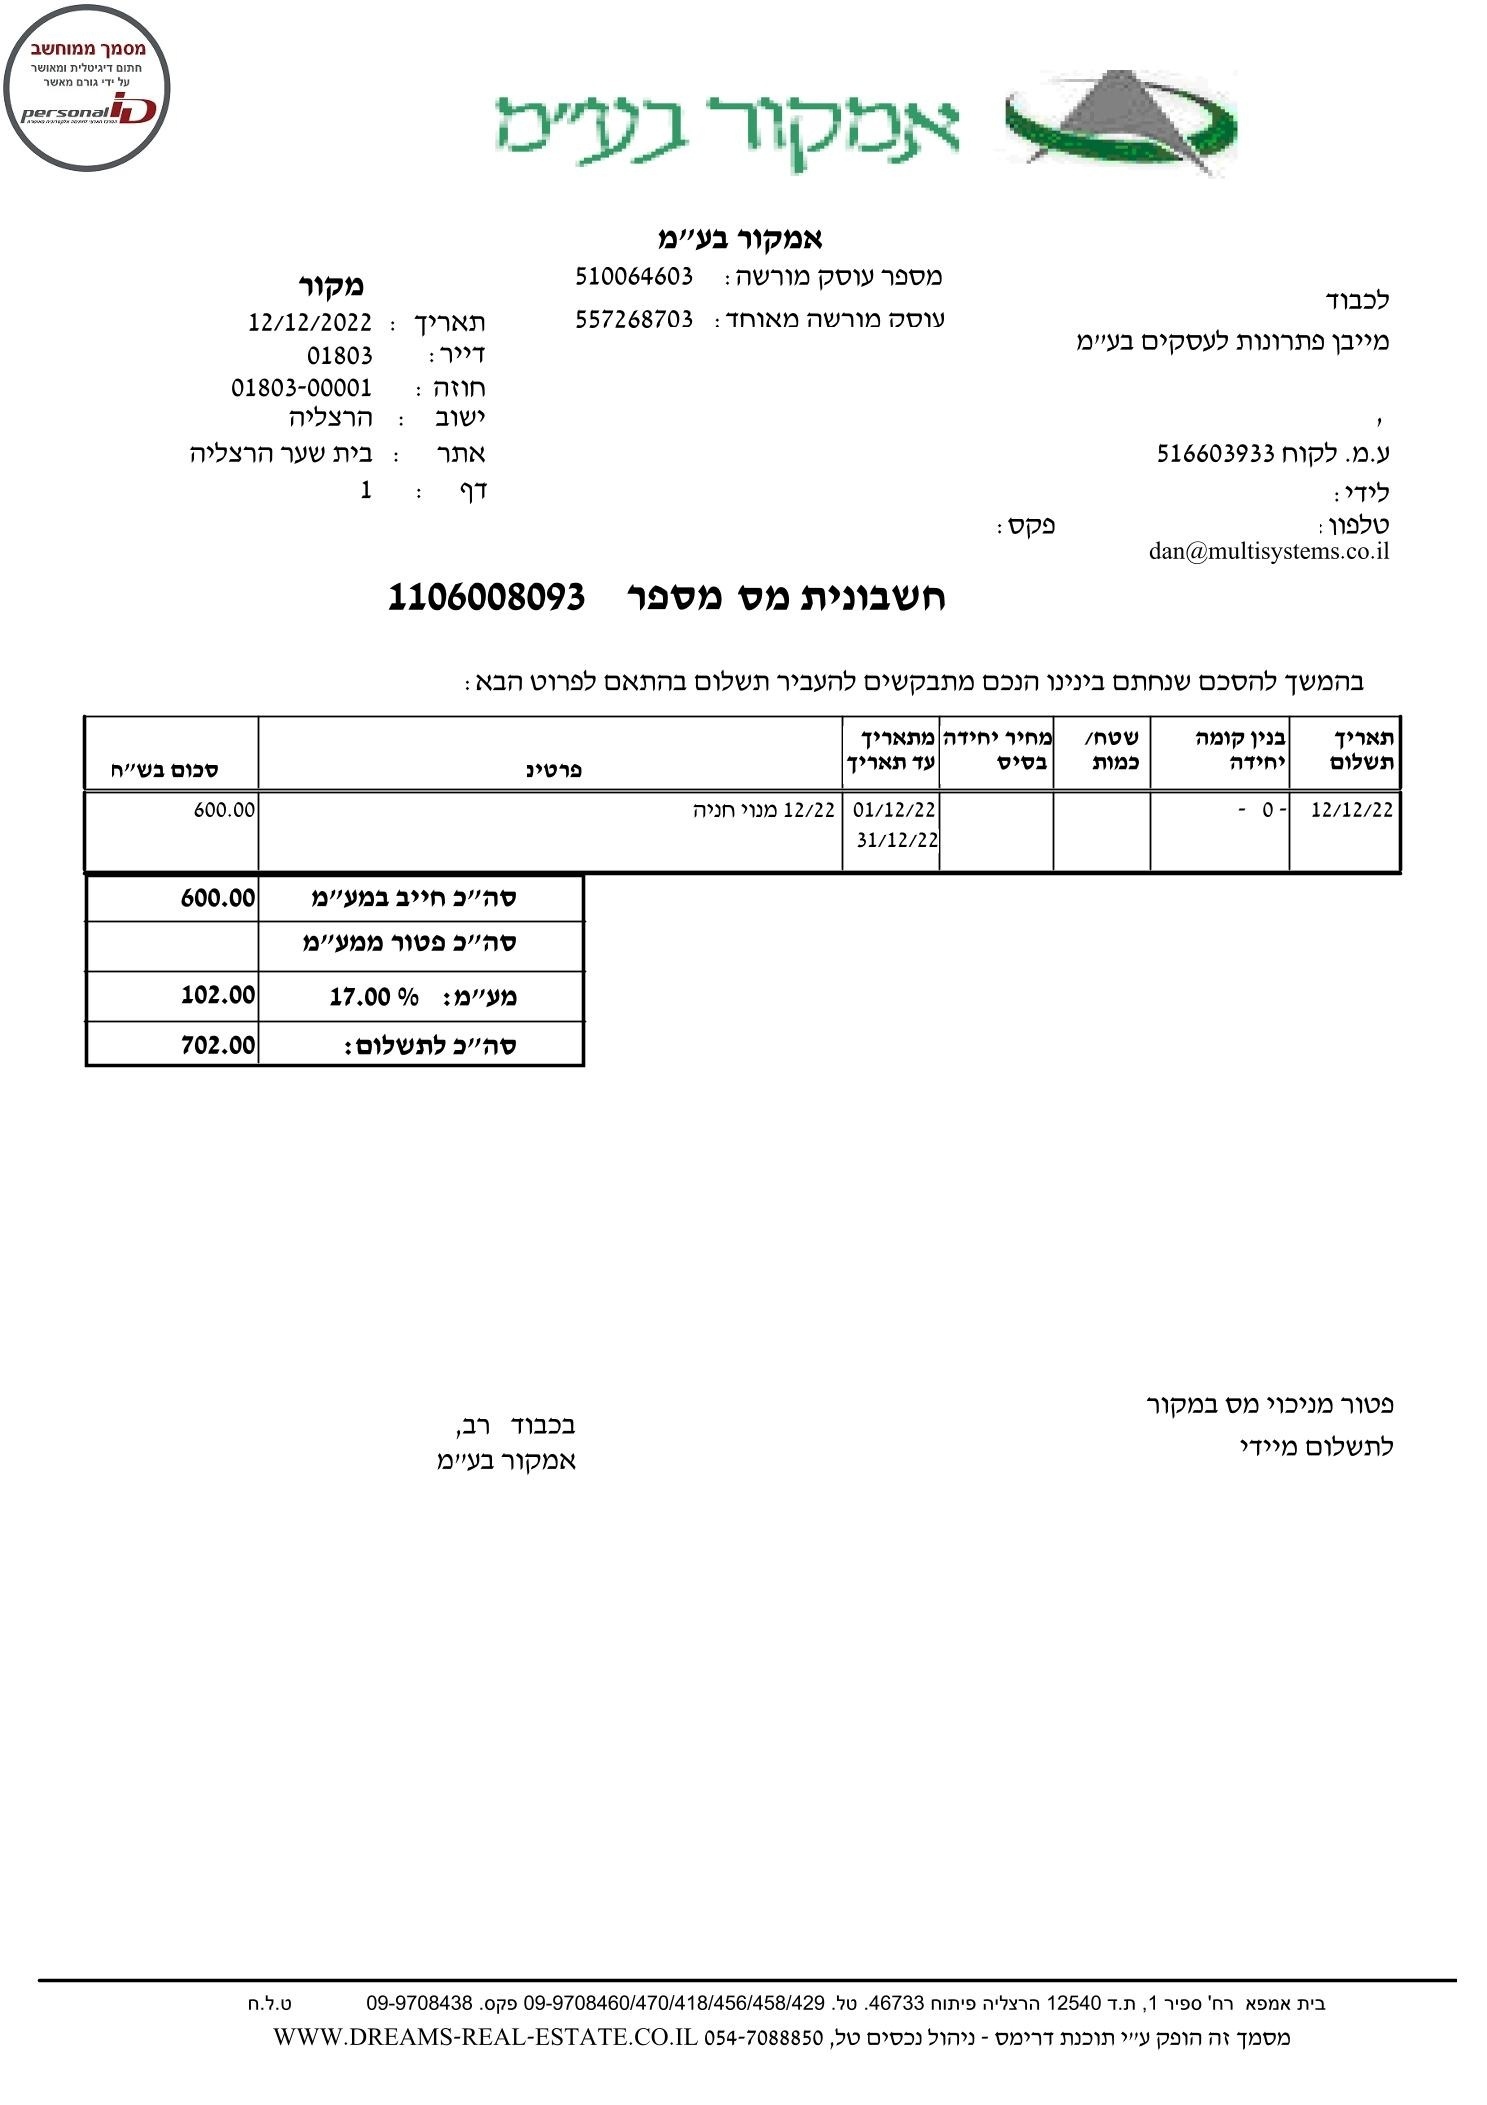 מסמך ממוחשב
חתום דיגיטלית ומאושר
על ידי גורם מאשר
personal iD
אמקור בע"מ
אמקור בע"מ
מספר עוסק מורשה: 510064603
עוסק מורשה מאוחד: 557268703
מקור
תאריך : 12/12/2022
דייר: 01803
חוזה : 01803-00001
ישוב : הרצליה
אתר : בית שער הרצליה
דף : 1
לכבוד
מייבן פתרונות לעסקים בע"מ
,
ע.מ. לקוח 516603933
לידי:
טלפון: פקס:
dan@multisystems.co.il
חשבונית מס מספר 1106008093
בהמשך להסכם שנחתם בינינו הנכם מתבקשים להעביר תשלום בהתאם לפרוט הבא:
תאריך תשלום | בנין קומה יחידה | שטח/ כמות | מחיר יחידה בסיס | מתאריך עד תאריך | פרטינ | סכום בש"ח
12/12/22 | - 0 - | 01/12/22 | 12/22 מנוי חניה | 600.00
31/12/22
סה"כ חייב במע"מ 600.00
סה"כ פטור ממע"מ
מע"מ: 17.00 % 102.00
סה"כ לתשלום: 702.00
פטור מניכוי מס במקור
לתשלום מיידי
בכבוד רב,
אמקור בע"מ
בית אמפא רח' ספיר 1, ת.ד 12540 הרצליה פיתוח 46733. טל. 09-9708460/470/418/456/458/429 פקס. 09-9708438 ט.ל.ח
מסמך זה הופק ע"י תוכנת דרימס - ניהול נכסים טל, 054-7088850 WWW.DREAMS-REAL-ESTATE.CO.IL